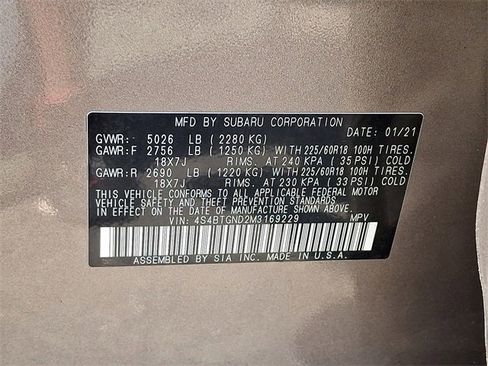 MFD BY SUBARU CORPORATION
DATE: 01/21
GVWR: 5026 LB ( 2280 KG)
GAWR:F 2756 LB ( 1250 KG) WITH 225/60R18 100H TIRES.
18X7J RIMS. AT 240 KPA ( 35 PSI) COLD
GAWR:R 2690 LB ( 1220 KG) WITH 225/60R18 100H TIRES.
18X7J RIMS. AT 230 KPA ( 33 PSI) COLD
THIS VEHICLE CONFORMS TO ALL APPLICABLE FEDERAL MOTOR
VEHICLE SAFETY AND THEFT PREVENTION STANDARDS IN
EFFECT ON THE DATE OF MANUFACTURE SHOWN ABOVE.
VIN: 4S4BTGND2M3169229 MPV
ASSEMBLED BY SIA INC. MADE IN U.S.A.